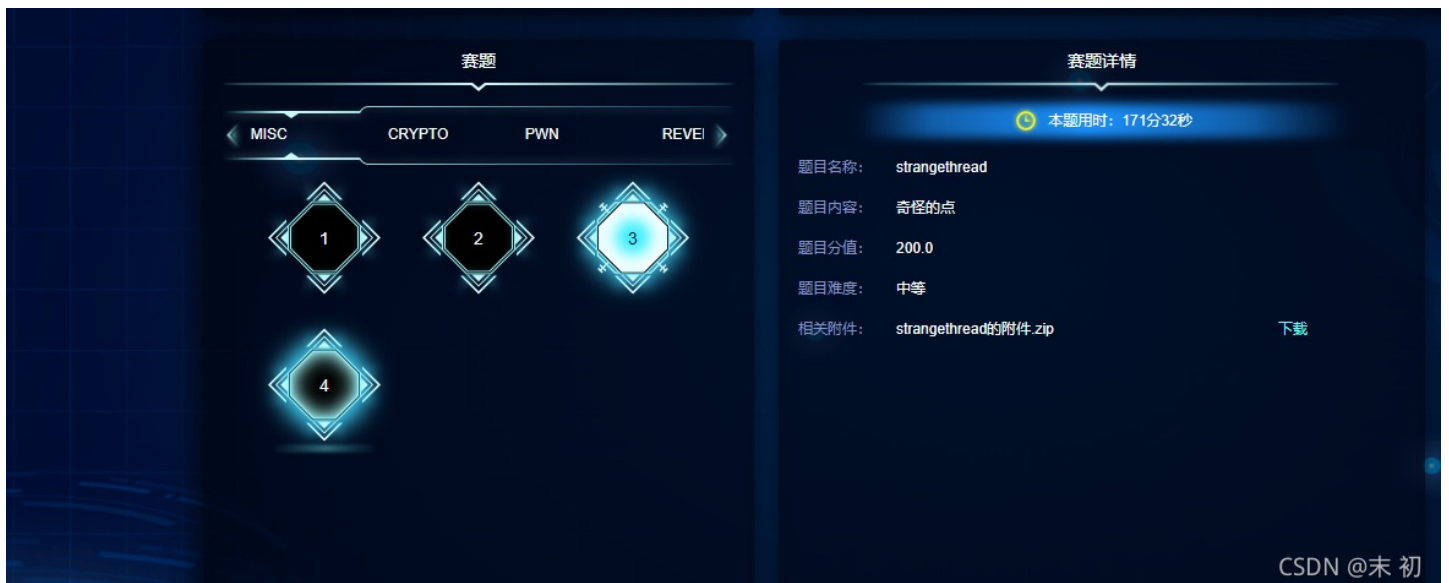 赛题
MISC
CRYPTO
PWN
REVE
1
2
3
4
赛题详情
本题用时：171分32秒
题目名称： strangethread
题目内容： 奇怪的点
题目分值： 200.0
题目难度： 中等
相关附件： strangethread的附件.zip 下载
CSDN @末 初